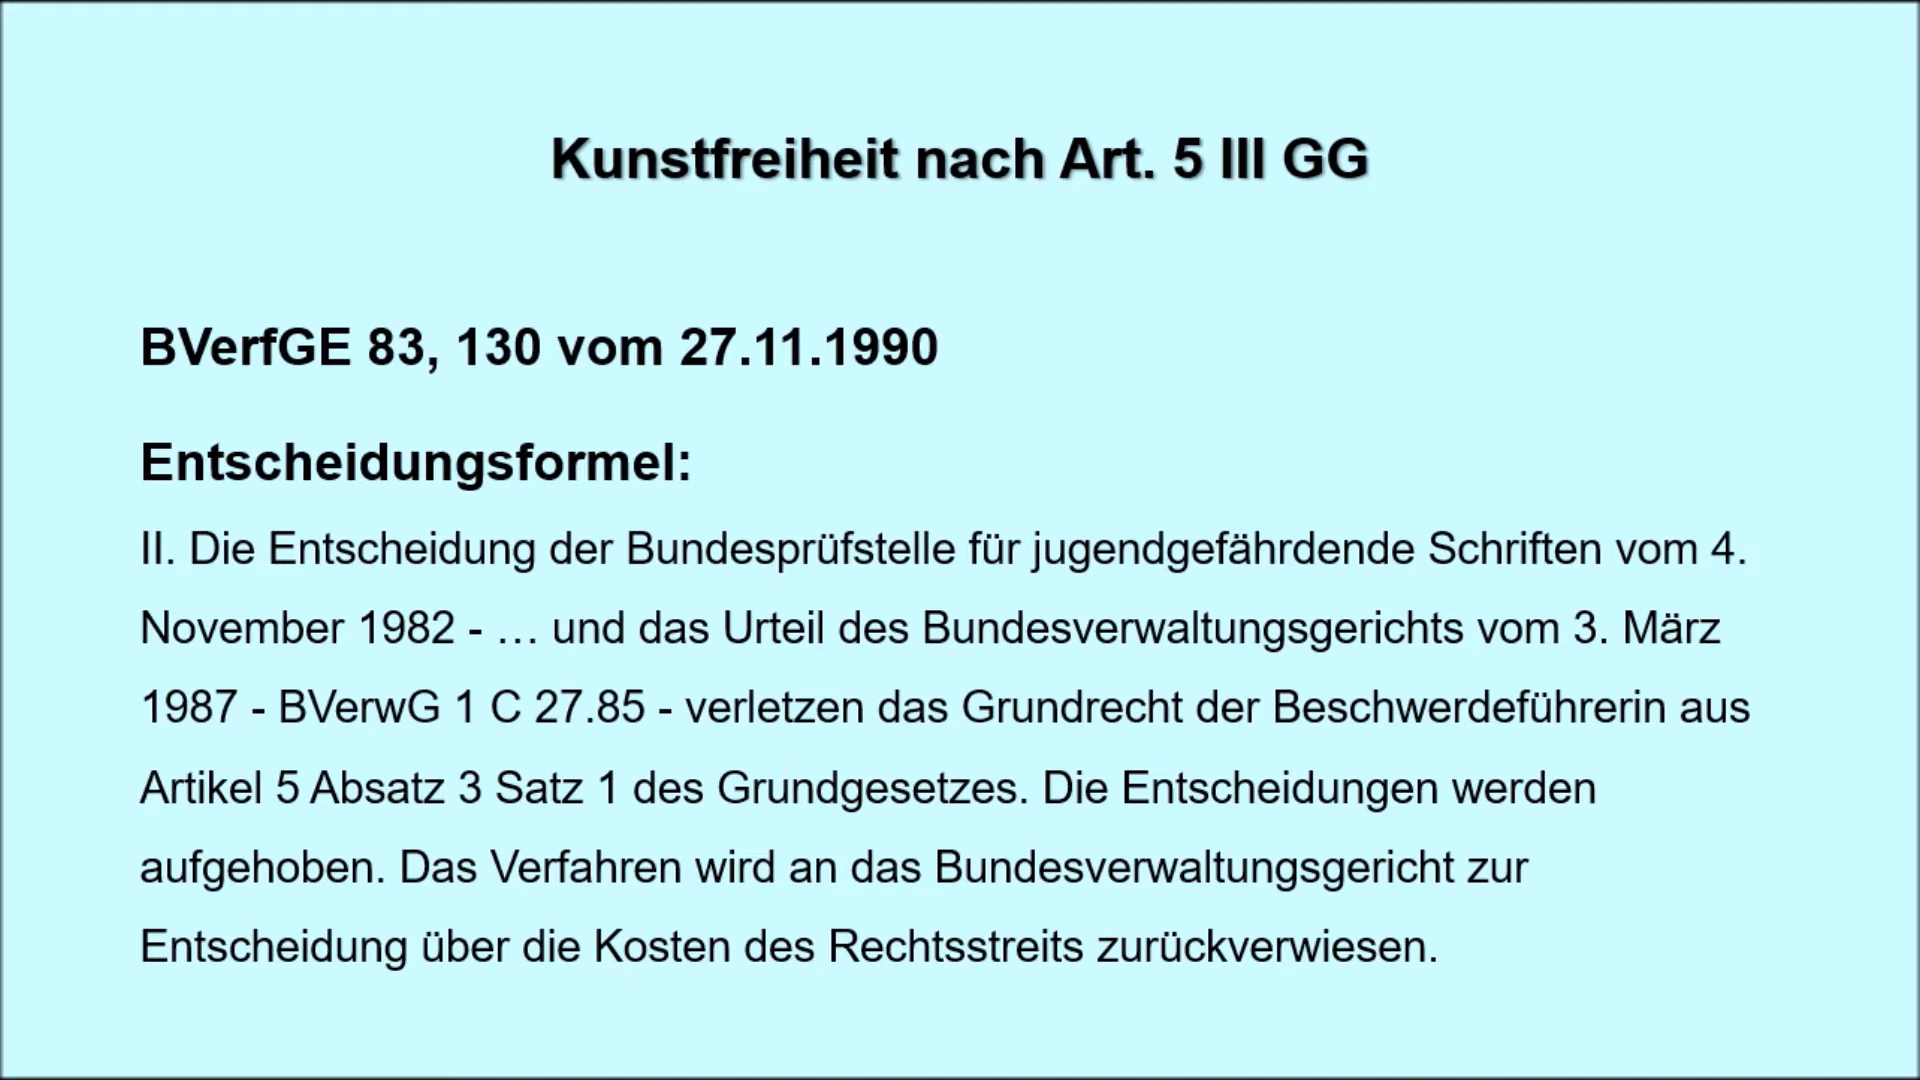 Kunstfreiheit nach Art. 5 III GG
BVerfGE 83, 130 vom 27.11.1990
Entscheidungsformel:
II. Die Entscheidung der Bundesprüfstelle für jugendgefährdende Schriften vom 4.
November 1982 - … und das Urteil des Bundesverwaltungsgerichts vom 3. März
1987 - BVerwG 1 C 27.85 - verletzen das Grundrecht der Beschwerdeführerin aus
Artikel 5 Absatz 3 Satz 1 des Grundgesetzes. Die Entscheidungen werden
aufgehoben. Das Verfahren wird an das Bundesverwaltungsgericht zur
Entscheidung über die Kosten des Rechtsstreits zurückverwiesen.